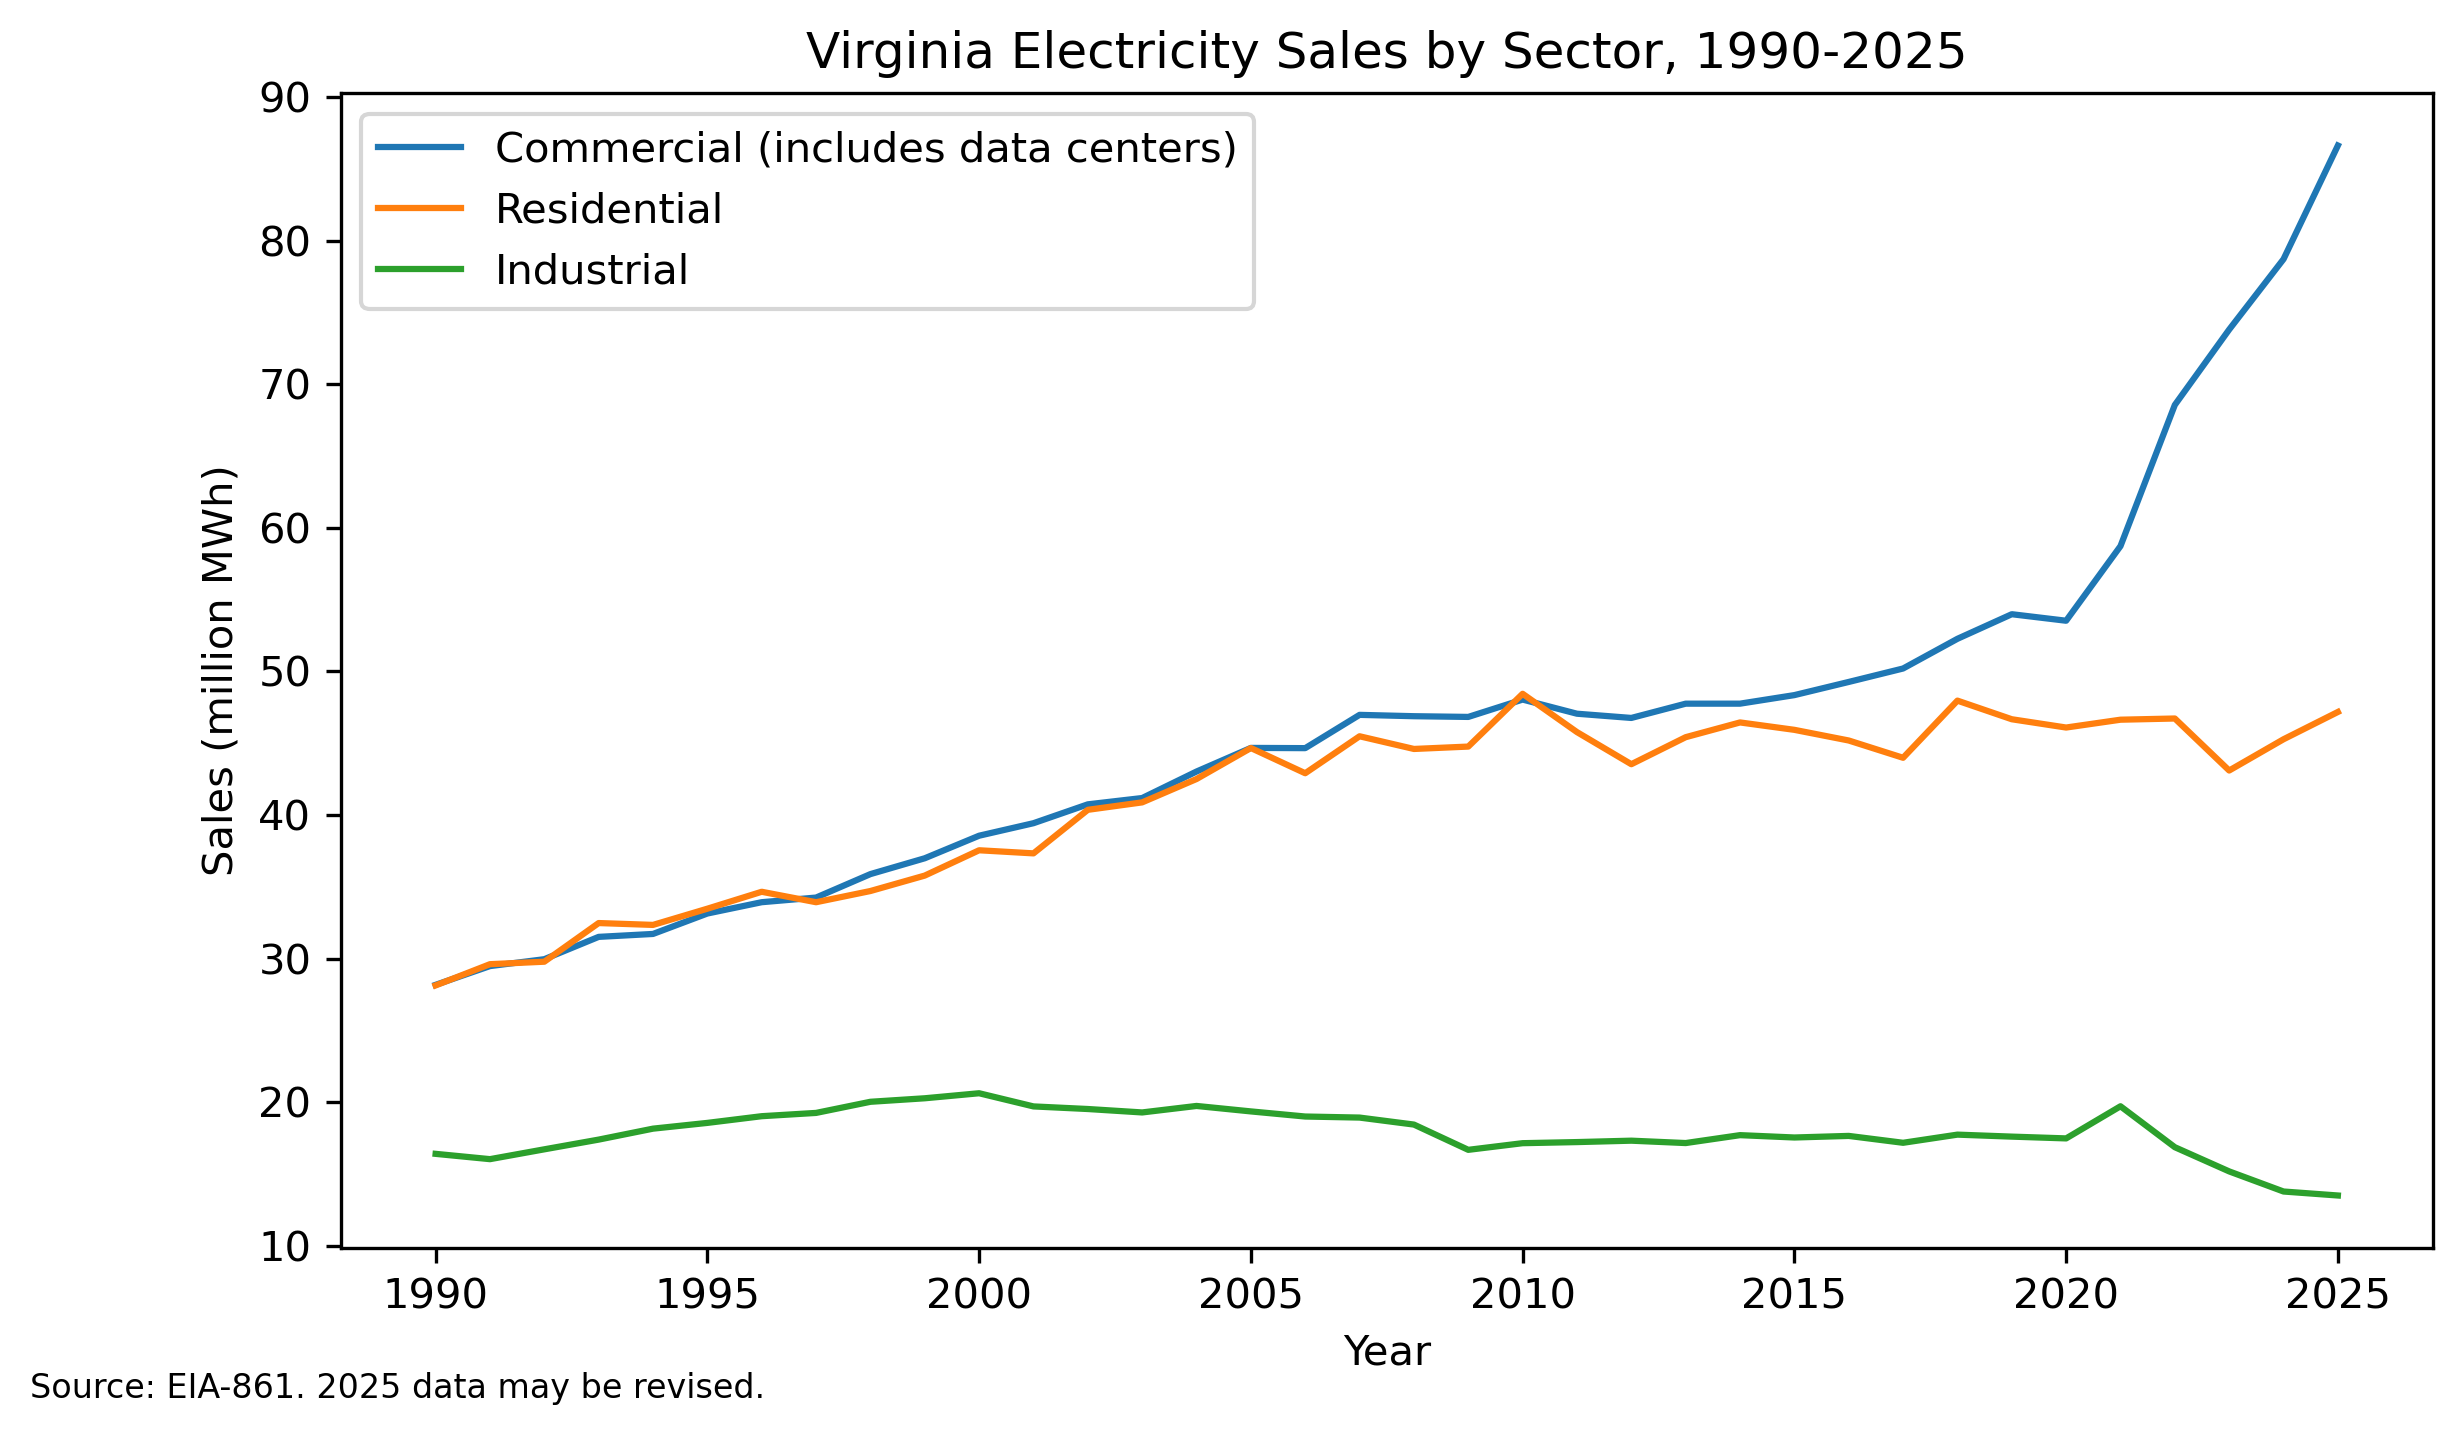 Virginia Electricity Sales by Sector, 1990-2025
Commercial (includes data centers)
Residential
Industrial
Sales (million MWh)
90
80
70
60
50
40
30
20
10
1990
1995
2000
2005
2010
2015
2020
2025
Year
Source: EIA-861. 2025 data may be revised.